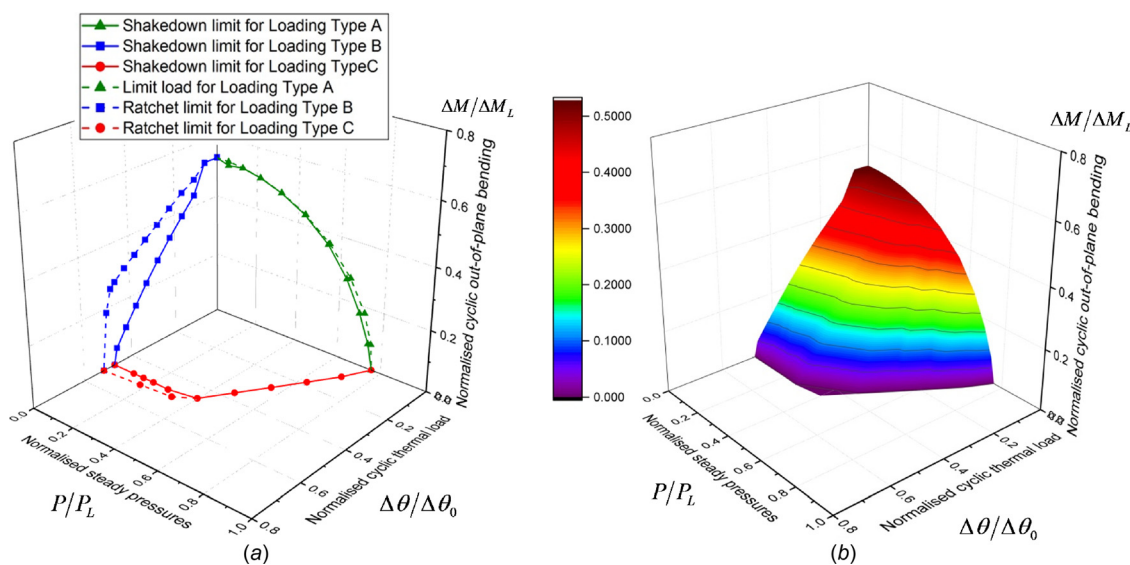 Shakedown limit for Loading Type A
Shakedown limit for Loading Type B
Shakedown limit for Loading TypeC
Limit load for Loading Type A
Ratchet limit for Loading Type B
Ratchet limit for Loading Type C
ΔM/ΔM_L
0.8
0.6
0.4
0.2
Normalised cyclic out-of-plane bending
0.0
0.2
0.4
0.6
0.8
1.0
Normalised steady pressures
P/P_L
0.2
0.4
0.6
0.8
Normalised cyclic thermal load
Δθ/Δθ₀
(a)
0.5000
0.4000
0.3000
0.2000
0.1000
0.000
ΔM/ΔM_L
0.8
0.6
0.4
0.2
Normalised cyclic out-of-plane bending
0.0
0.2
0.4
0.6
0.8
1.0
Normalised steady pressures
P/P_L
0.2
0.4
0.6
0.8
Normalised cyclic thermal load
Δθ/Δθ₀
(b)